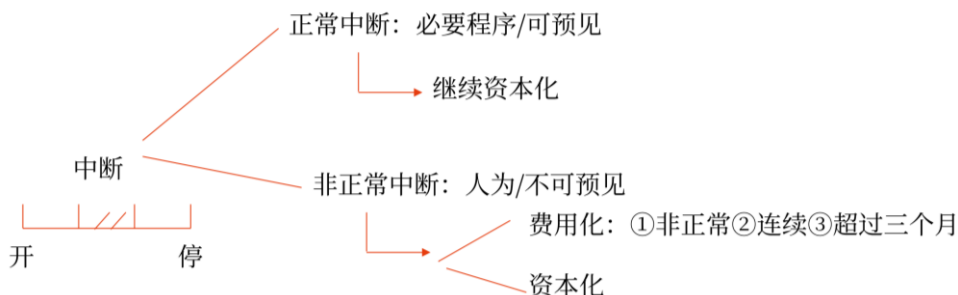 正常中断：必要程序/可预见
继续资本化
中断
非正常中断：人为/不可预见
费用化：①非正常②连续③超过三个月
开
停
资本化